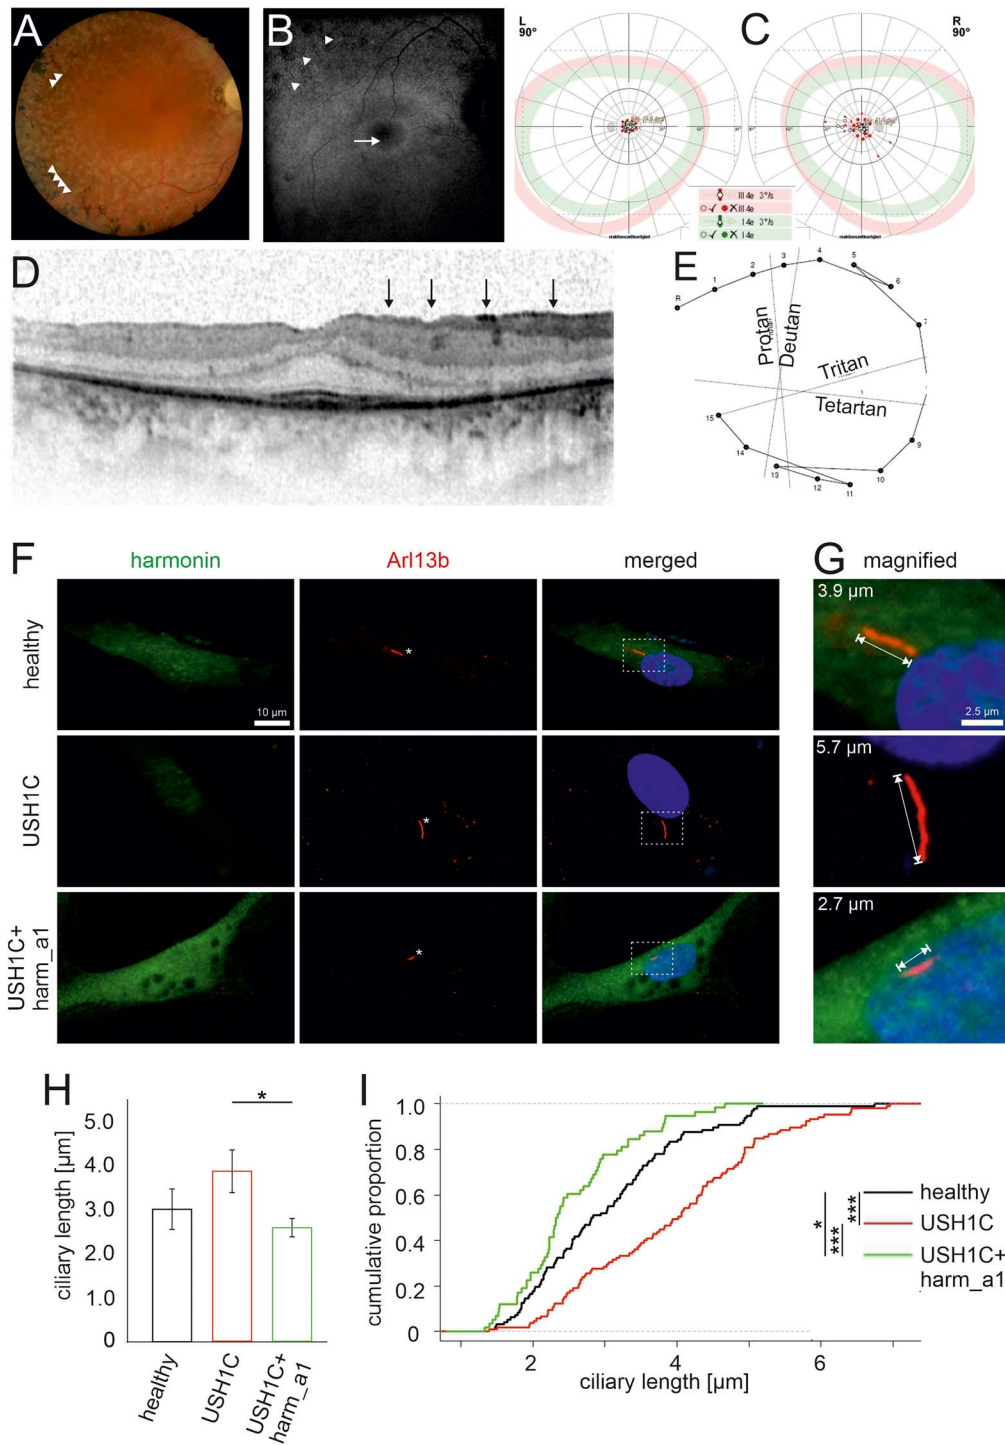 A
B
L
90°
C
R
90°
III 4e 3°/s
III 4e
I 4e 3°/s
I 4e
D
E
R
1
2
3
4
5
6
7
9
10
11
12
13
14
15
Protan
Deutan
Tritan
Tetartan
F
harmonin
Arl13b
merged
G
magnified
healthy
10 µm
*
3.9 µm
2.5 µm
USH1C
*
5.7 µm
USH1C+
harm_a1
*
2.7 µm
H
ciliary length [µm]
5.0
4.0
3.0
2.0
1.0
0
*
healthy
USH1C
USH1C+
harm_a1
I
cumulative proportion
1.0
0.8
0.6
0.4
0.2
0
2
4
6
ciliary length [µm]
*
***
***
healthy
USH1C
USH1C+
harm_a1